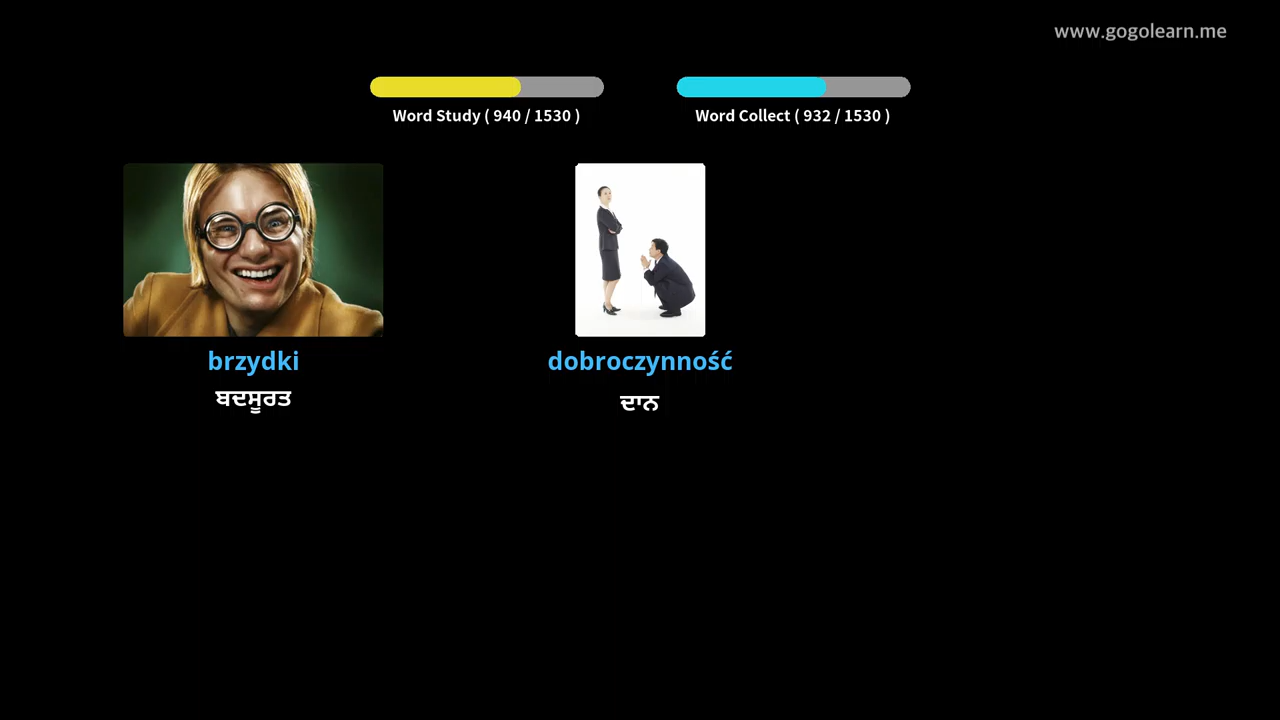 www.gogolearn.me
Word Study ( 940 / 1530 )
Word Collect ( 932 / 1530 )
brzydki
ਬਦਸੂਰਤ
dobroczynność
ਦਾਨ